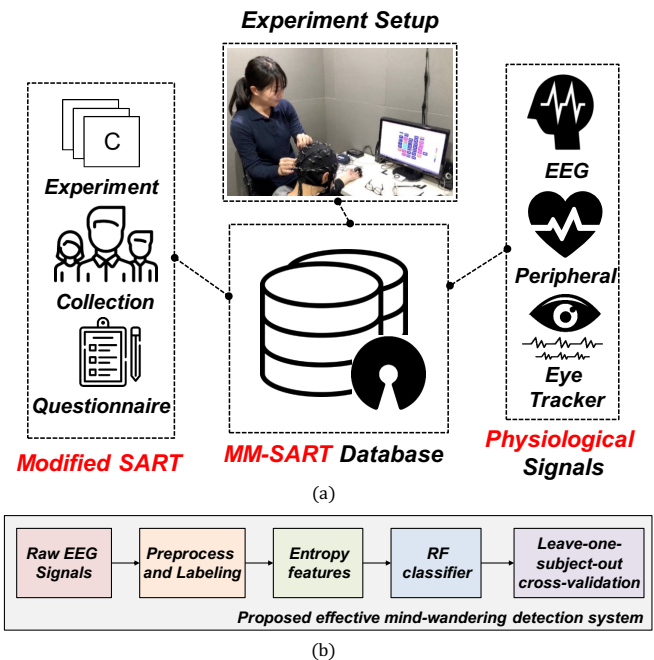 Experiment Setup
C
Experiment
Collection
Questionnaire
Modified SART
MM-SART Database
EEG
Peripheral
Eye
Tracker
Physiological
Signals
(a)
Raw EEG
Signals
Preprocess
and Labeling
Entropy
features
RF
classifier
Leave-one-
subject-out
cross-validation
Proposed effective mind-wandering detection system
(b)